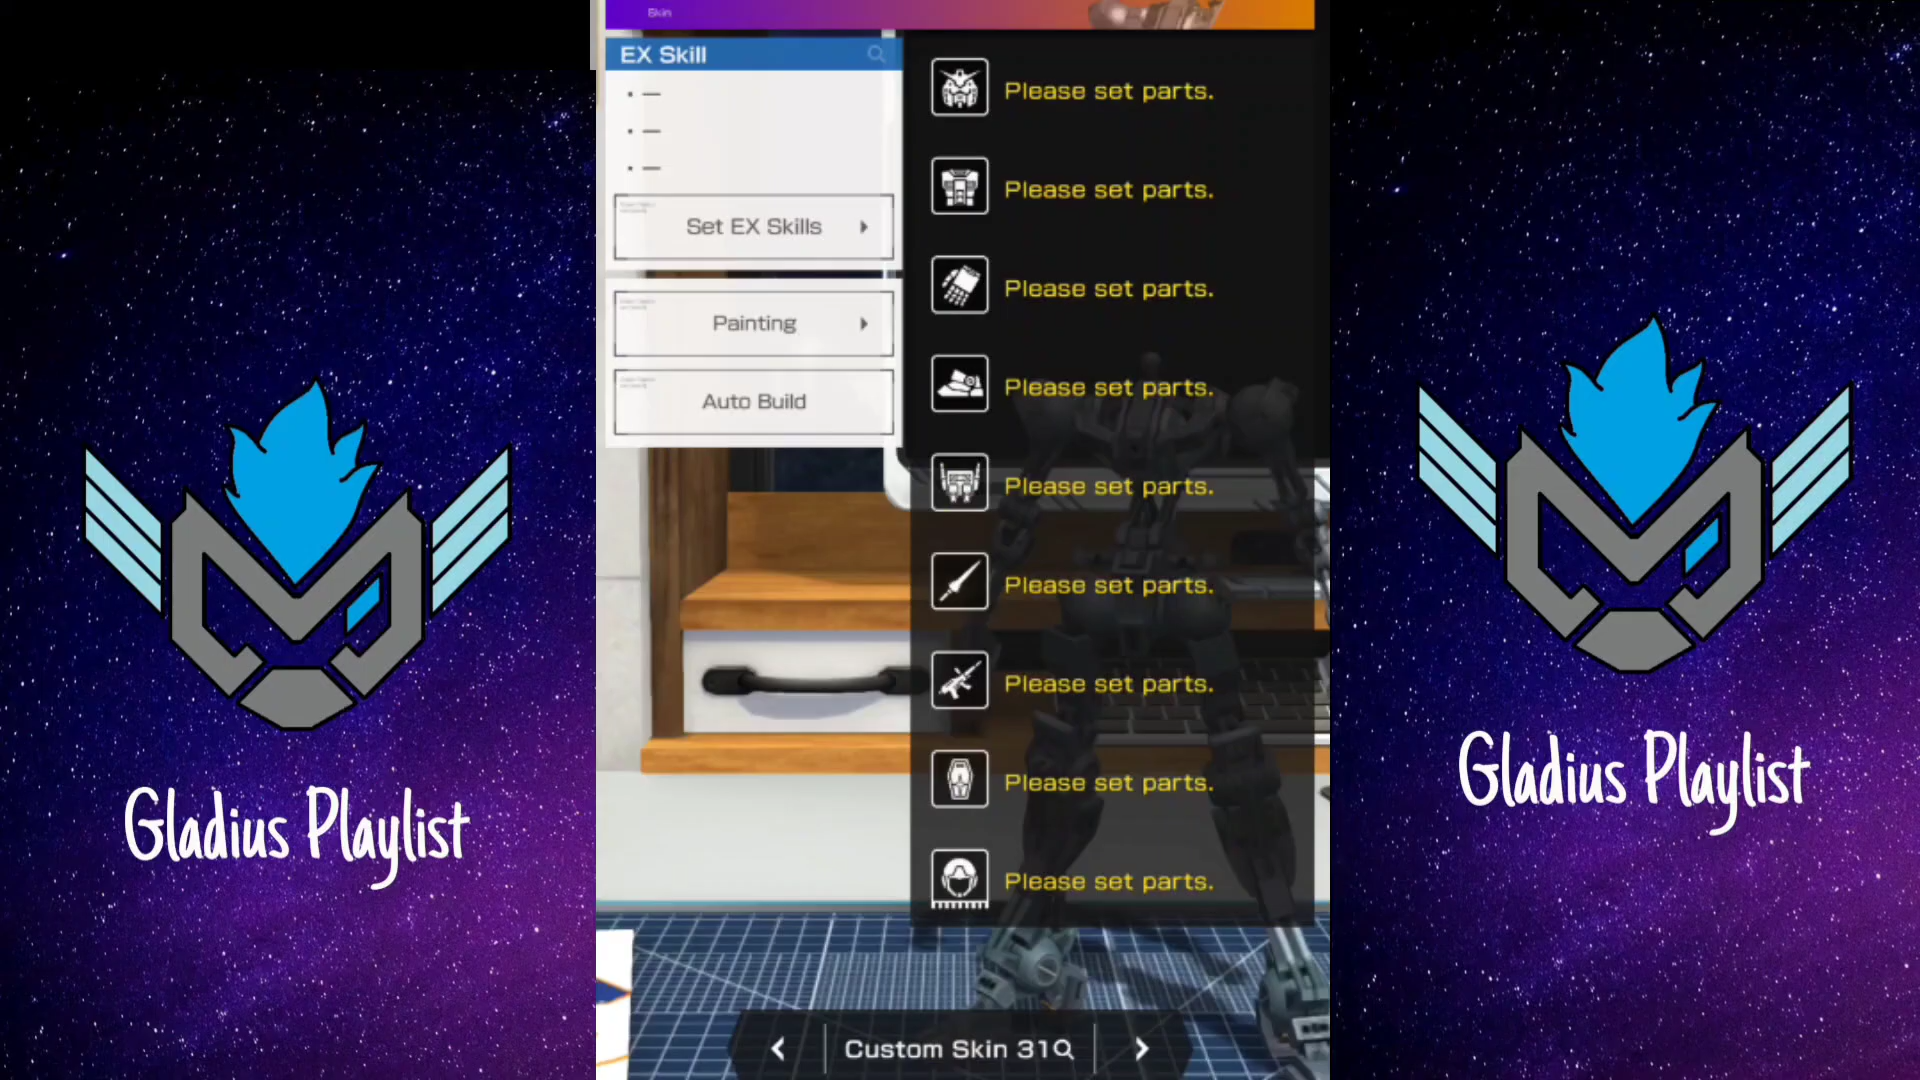 Skin
EX Skill
Set EX Skills
Painting
Auto Build
Please set parts.
Please set parts.
Please set parts.
Please set parts.
Please set parts.
Please set parts.
Please set parts.
Please set parts.
Please set parts.
Custom Skin 31
Gladius Playlist
Gladius Playlist